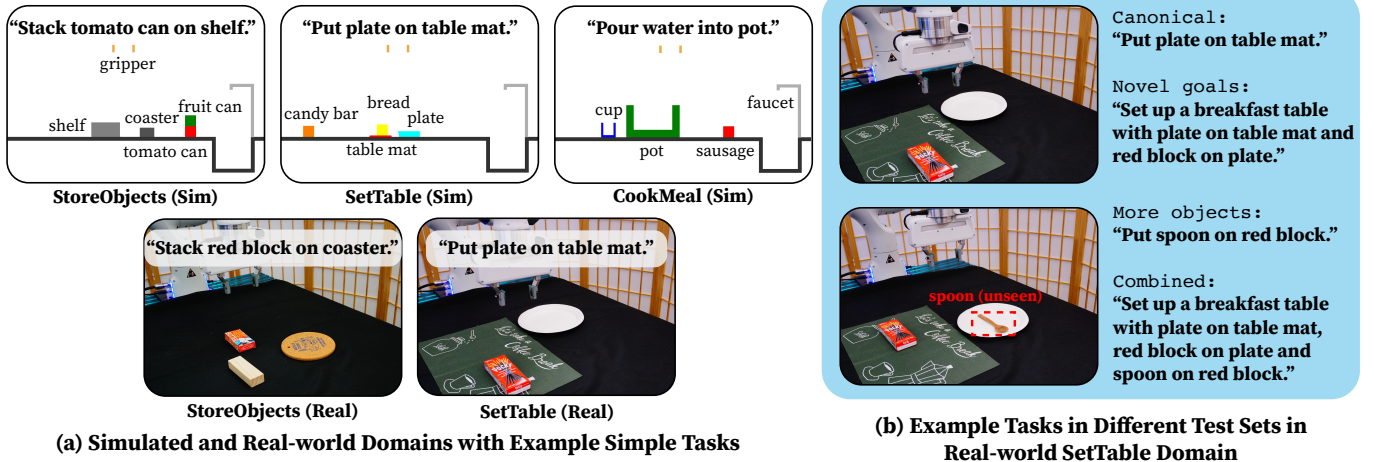 “Stack tomato can on shelf.”
gripper
shelf
coaster
fruit can
tomato can
StoreObjects (Sim)
“Put plate on table mat.”
candy bar
bread
plate
table mat
SetTable (Sim)
“Pour water into pot.”
cup
faucet
pot
sausage
CookMeal (Sim)
“Stack red block on coaster.”
StoreObjects (Real)
“Put plate on table mat.”
Coffee Break
SetTable (Real)
(a) Simulated and Real-world Domains with Example Simple Tasks
Coffee Break
Canonical:
“Put plate on table mat.”
Novel goals:
“Set up a breakfast table
with plate on table mat and
red block on plate.”
spoon (unseen)
Coffee Break
More objects:
“Put spoon on red block.”
Combined:
“Set up a breakfast table
with plate on table mat,
red block on plate and
spoon on red block.”
(b) Example Tasks in Different Test Sets in
Real-world SetTable Domain